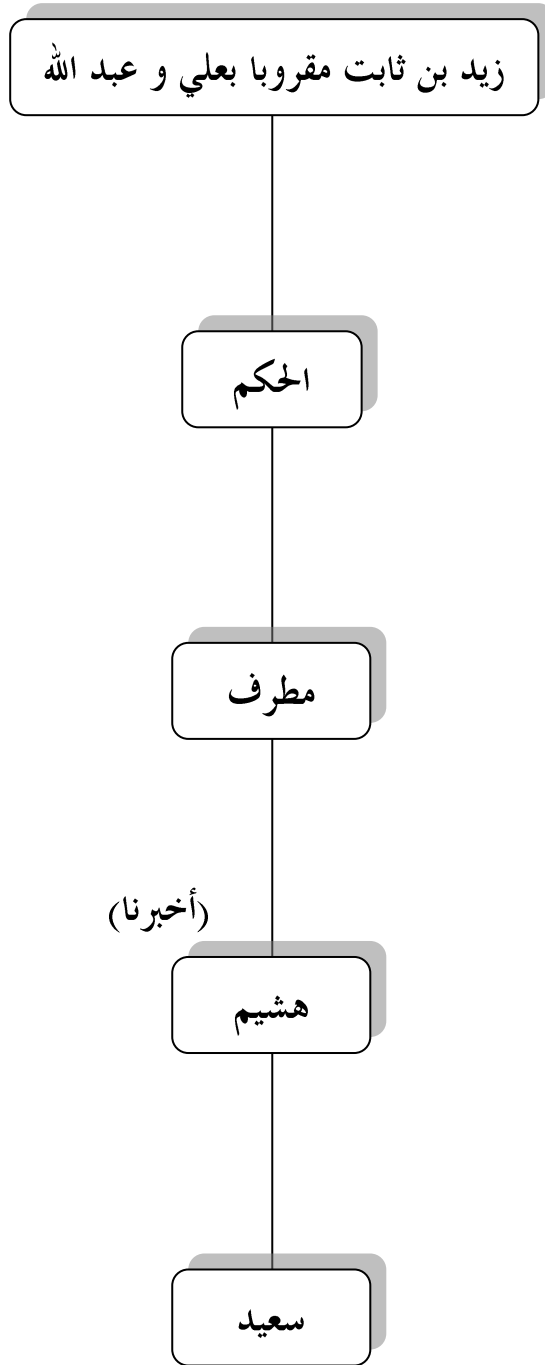 زيد بن ثابت مقروبا بعلي و عبد الله
الحكم
مطرف
(أخبرنا)
هشيم
سعيد